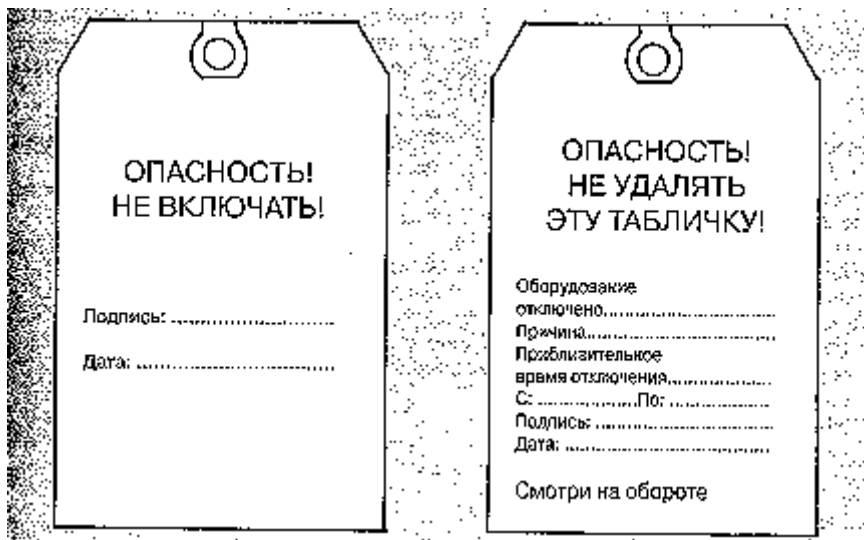 ОПАСНОСТЬ!
НЕ ВКЛЮЧАТЬ!
Подпись: ..............................
Дата: ..............................
ОПАСНОСТЬ!
НЕ УДАЛЯТЬ
ЭТУ ТАБЛИЧКУ!
Оборудование
отключено..............................
Причина..............................
Приблизительное
время отключения....................
С: ....................По: ....................
Подпись: ..............................
Дата: ..............................
Смотри на обороте